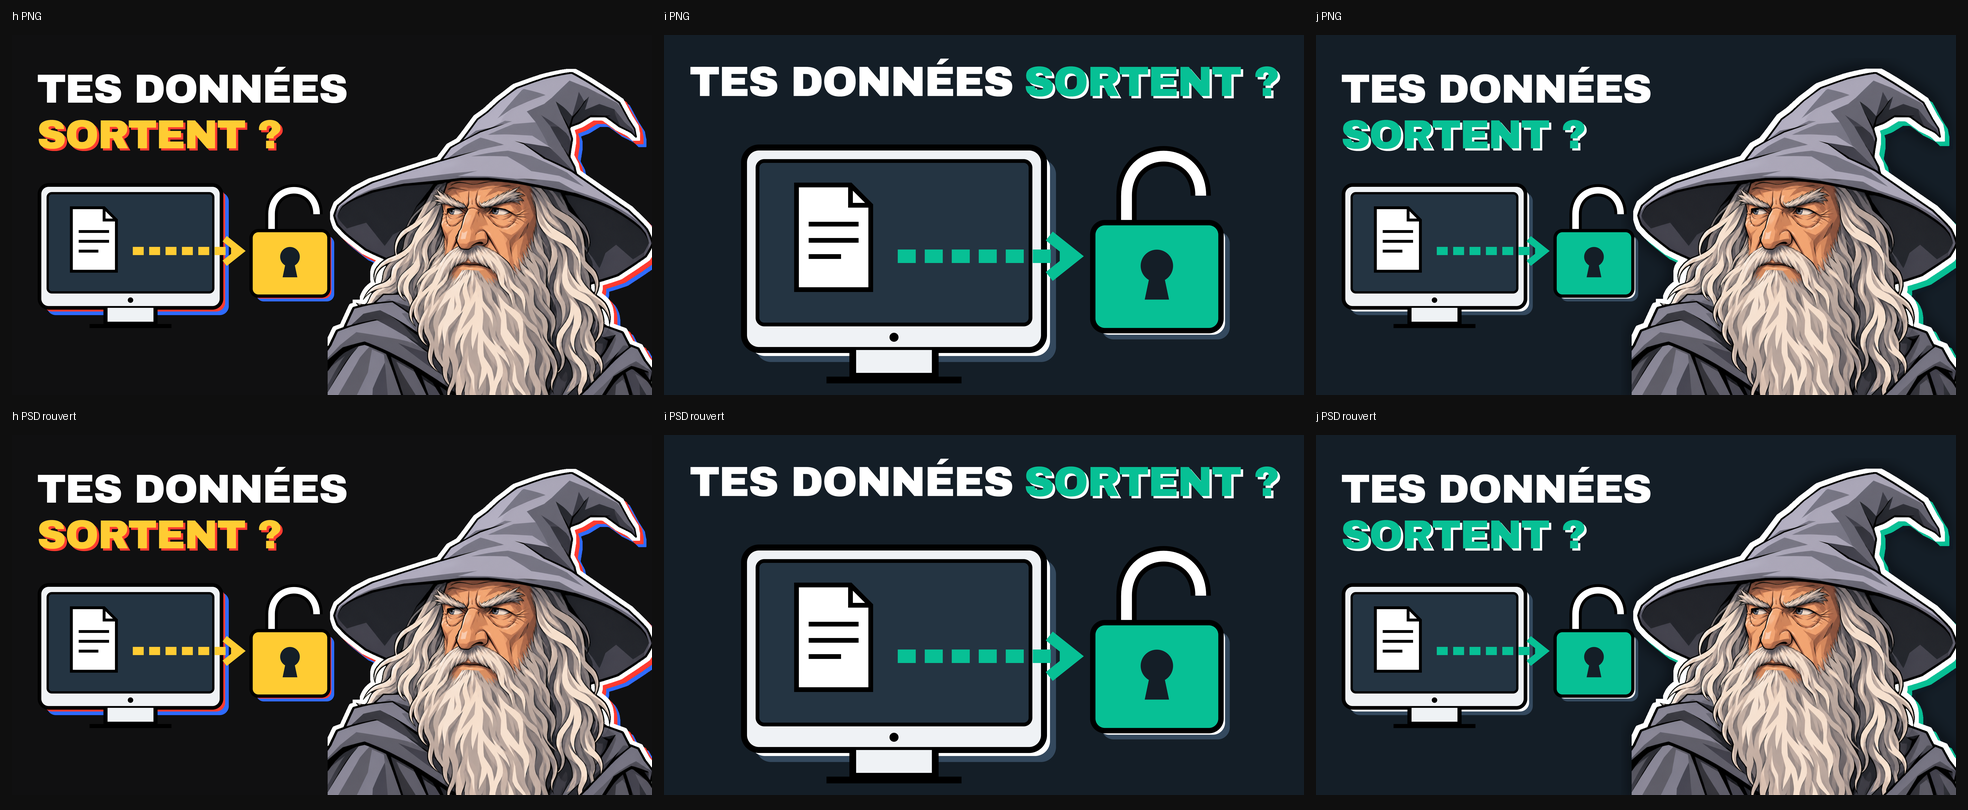 h PNG
TES DONNÉES
SORTENT ?
i PNG
TES DONNÉES SORTENT ?
j PNG
TES DONNÉES
SORTENT ?
h PSD rouvert
TES DONNÉES
SORTENT ?
i PSD rouvert
TES DONNÉES SORTENT ?
j PSD rouvert
TES DONNÉES
SORTENT ?